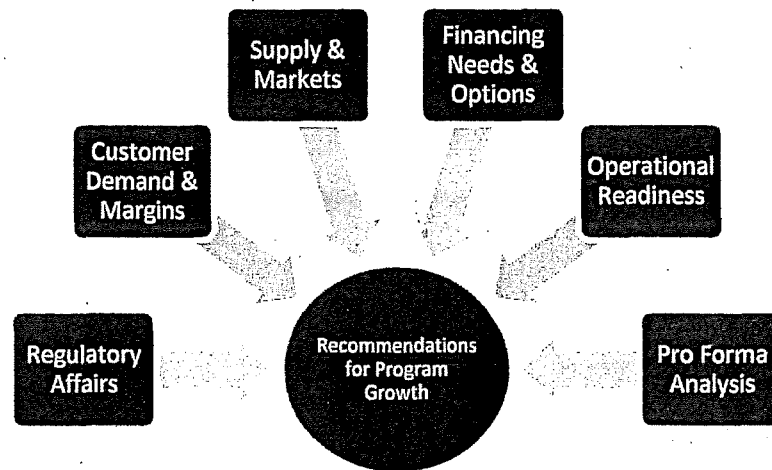 Supply &
Markets
Financing
Needs &
Options
Customer
Demand &
Margins
Operational
Readiness
Regulatory
Affairs
Recommendations
for Program
Growth
Pro Forma
Analysis